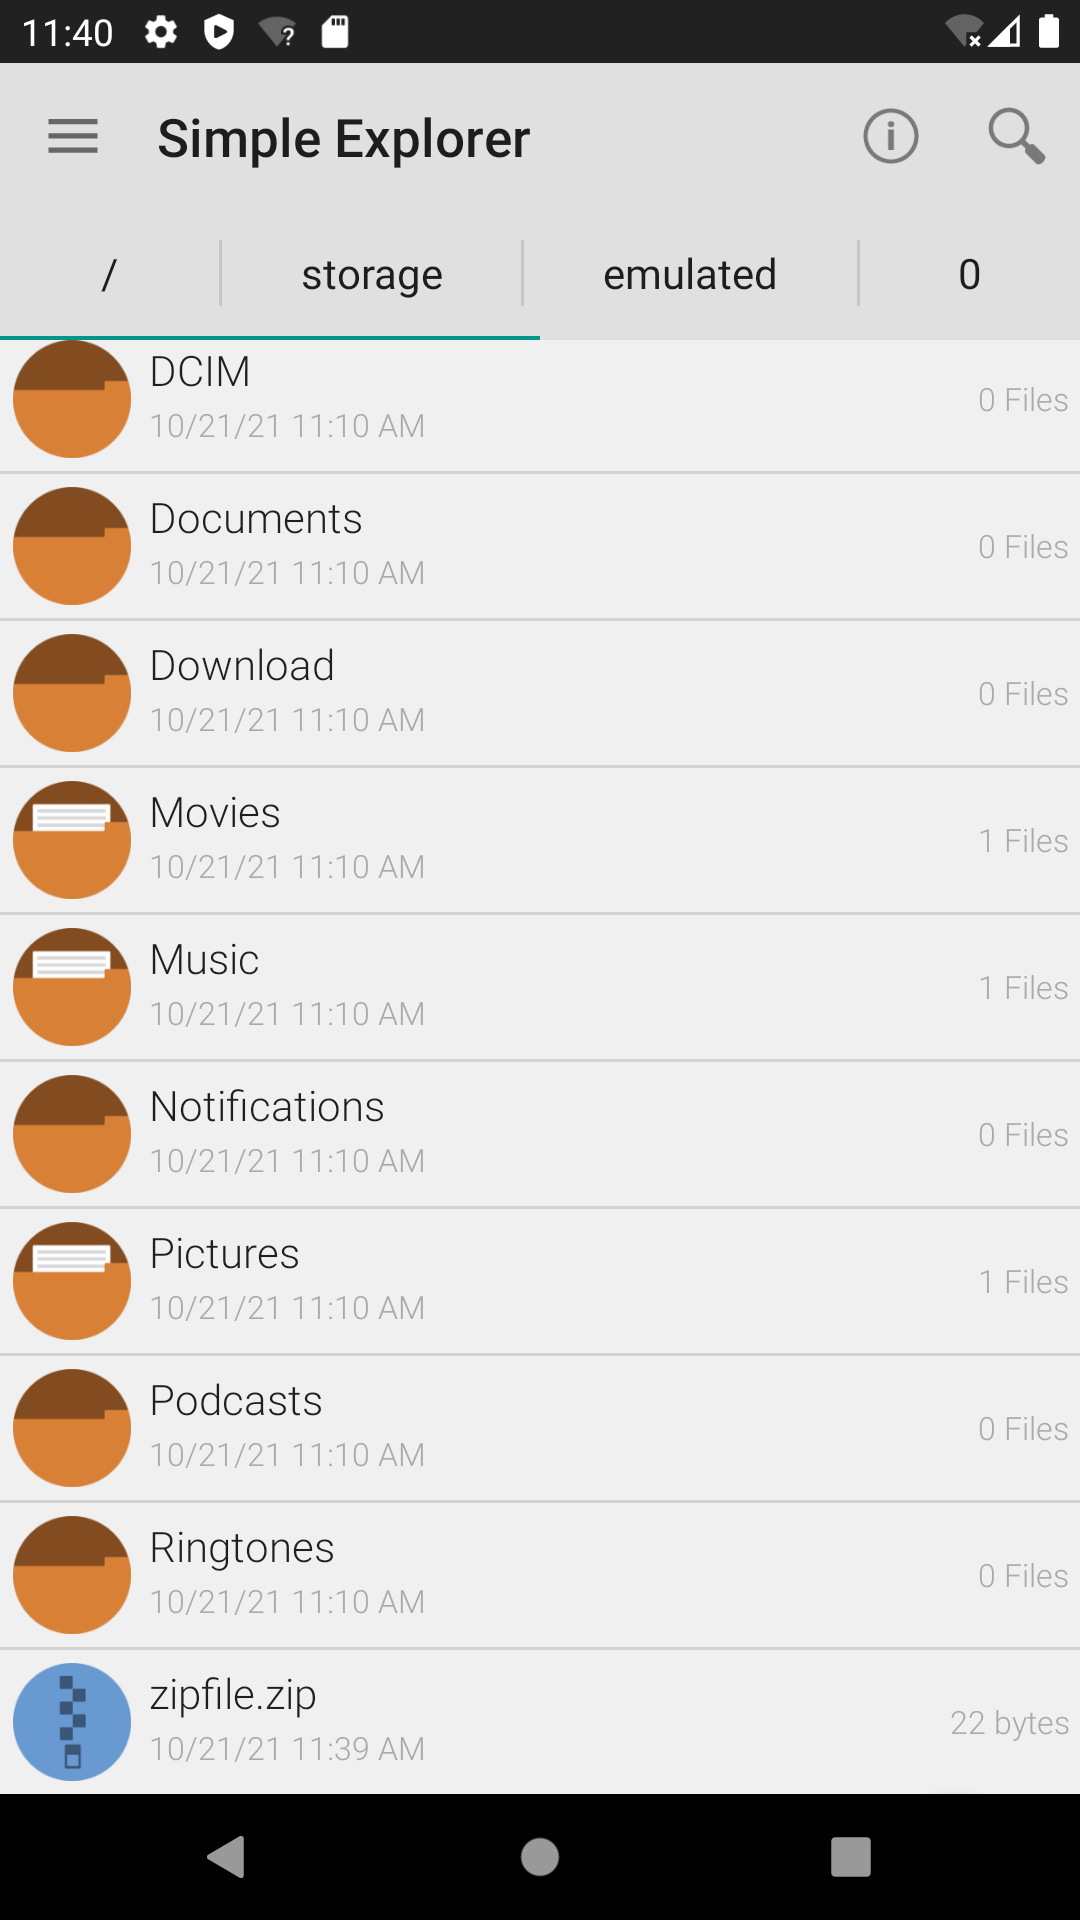 11:40
Simple Explorer
/ storage emulated 0
DCIM
10/21/21 11:10 AM
0 Files
Documents
10/21/21 11:10 AM
0 Files
Download
10/21/21 11:10 AM
0 Files
Movies
10/21/21 11:10 AM
1 Files
Music
10/21/21 11:10 AM
1 Files
Notifications
10/21/21 11:10 AM
0 Files
Pictures
10/21/21 11:10 AM
1 Files
Podcasts
10/21/21 11:10 AM
0 Files
Ringtones
10/21/21 11:10 AM
0 Files
zipfile.zip
10/21/21 11:39 AM
22 bytes